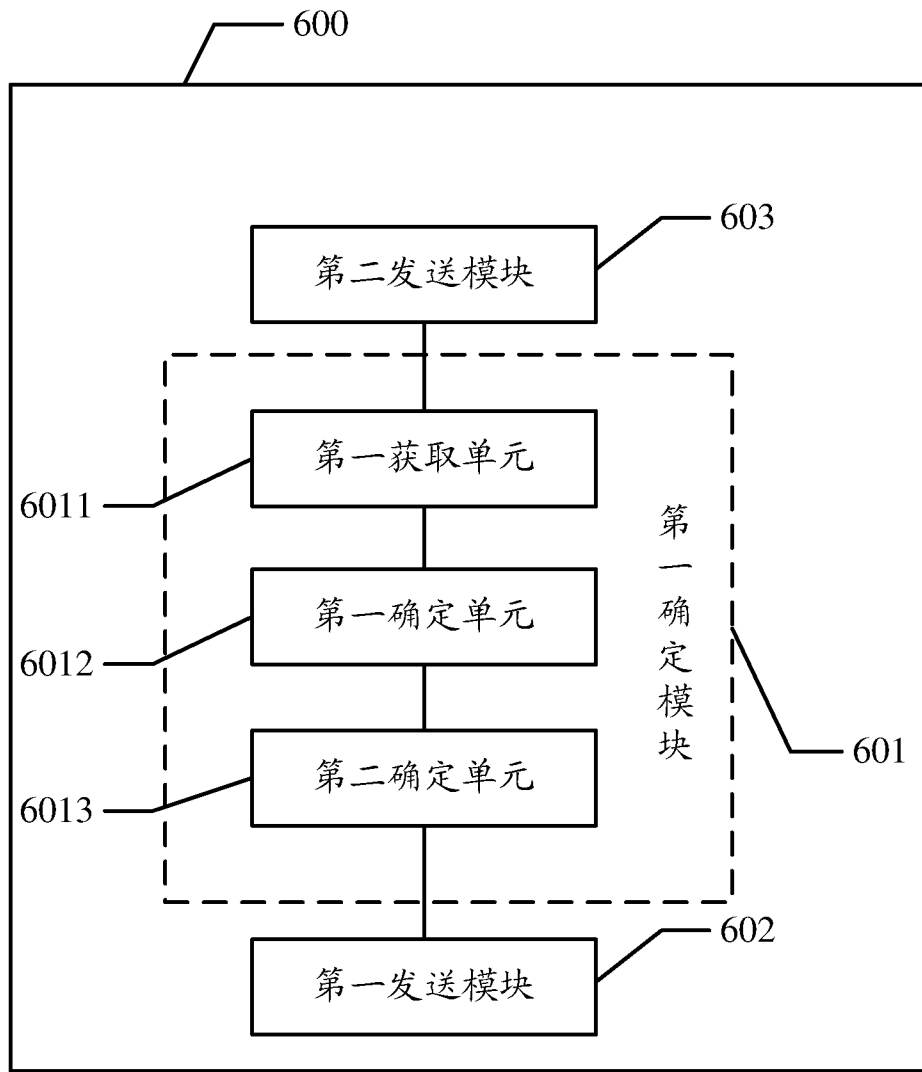 600
603
第二发送模块
第一获取单元
6011
第一确定模块
第一确定单元
6012
601
第二确定单元
6013
602
第一发送模块